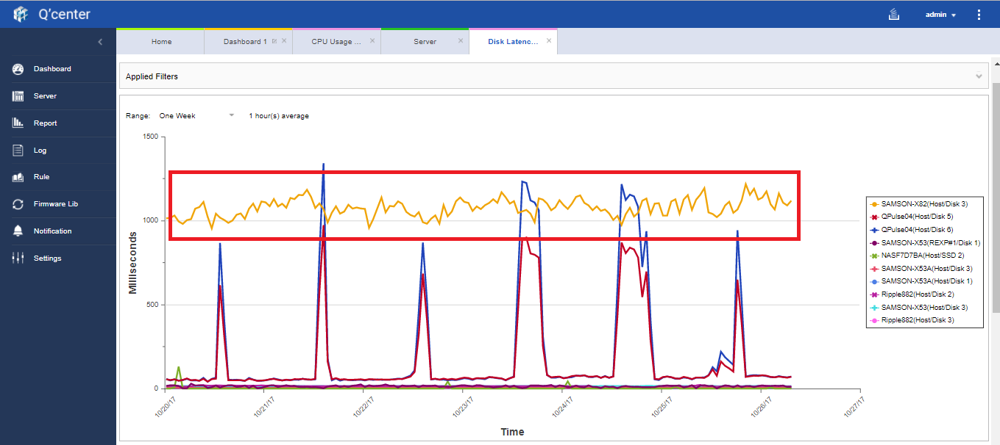 Q'center
admin
Home
Dashboard 1
CPU Usage ...
Server
Disk Latenc...
Dashboard
Server
Report
Log
Rule
Firmware Lib
Notification
Settings
Applied Filters
Range: One Week 1 hour(s) average
1500
1000
500
0
Milliseconds
10/20/17
10/21/17
10/22/17
10/23/17
10/24/17
10/25/17
10/26/17
10/27/17
Time
SAMSON-X82(Host/Disk 3)
QPulse04(Host/Disk 5)
QPulse04(Host/Disk 6)
SAMSON-X53(REXP#1/Disk 1)
NASF7D7BA(Host/SSD 2)
SAMSON-X53A(Host/Disk 3)
SAMSON-X53A(Host/Disk 1)
Ripple882(Host/Disk 2)
SAMSON-X53(Host/Disk 3)
Ripple882(Host/Disk 3)